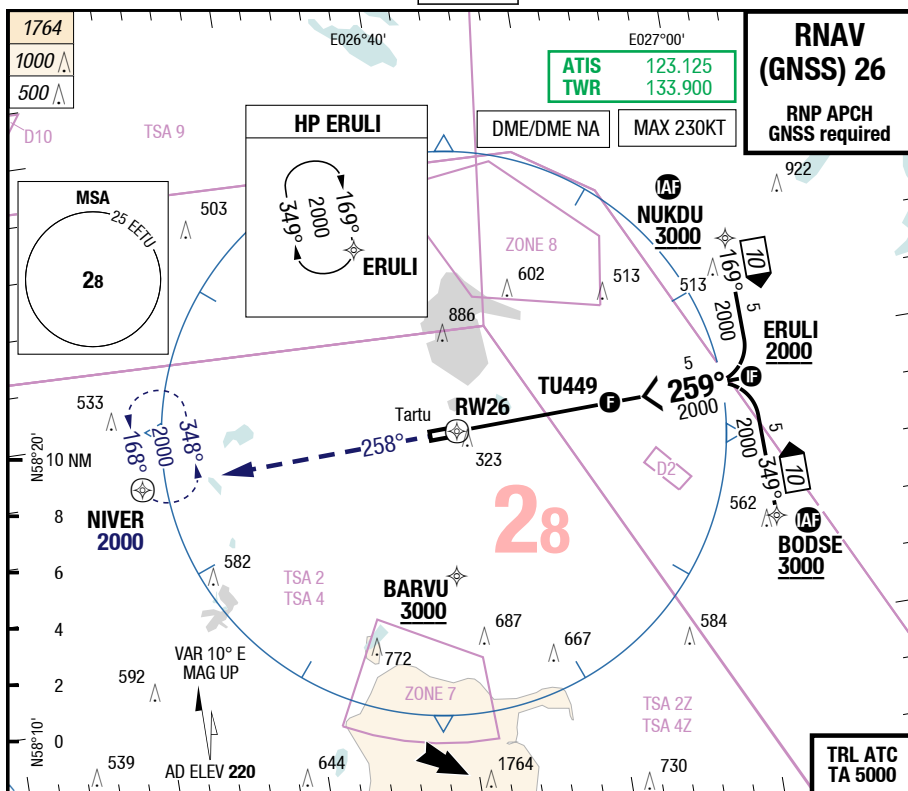 1764
1000
500
E026°40'
E027°00'
ATIS 123.125
TWR 133.900
RNAV
(GNSS) 26
RNP APCH
GNSS required
DME/DME NA
MAX 230KT
D10
TSA 9
HP ERULI
349°
2000
169°
ERULI
MSA
25 EETU
28
503
922
IAF
NUKDU
3000
ZONE 8
602
513
513
169°
10
5
2000
886
ERULI
2000
5
259°
2000
IF
TU449
F
Tartu
RW26
323
258°
533
168°
2000
348°
N58°20'
10 NM
NIVER
2000
D2
5
2000
349°
10
562
IAF
BODSE
3000
28
8
6
4
2
0
582
TSA 2
TSA 4
BARVU
3000
687
667
584
772
ZONE 7
VAR 10° E
MAG UP
592
TSA 2Z
TSA 4Z
N58°10'
539
AD ELEV 220
644
1764
730
TRL ATC
TA 5000